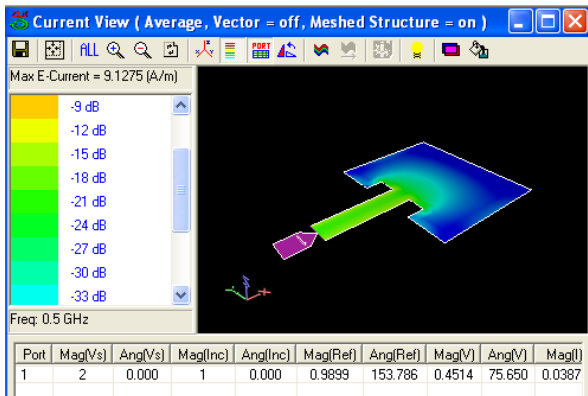 Current View ( Average, Vector = off, Meshed Structure = on )
ALL PORT
Max E-Current = 9.1275 (A/m)
-9 dB
-12 dB
-15 dB
-18 dB
-21 dB
-24 dB
-27 dB
-30 dB
-33 dB
Freq: 0.5 GHz
Port Mag(Vs) Ang(Vs) Mag(Inc) Ang(Inc) Mag(Ref) Ang(Ref) Mag(V) Ang(V) Mag(I)
1 2 0.000 1 0.000 0.9899 153.786 0.4514 75.650 0.0387